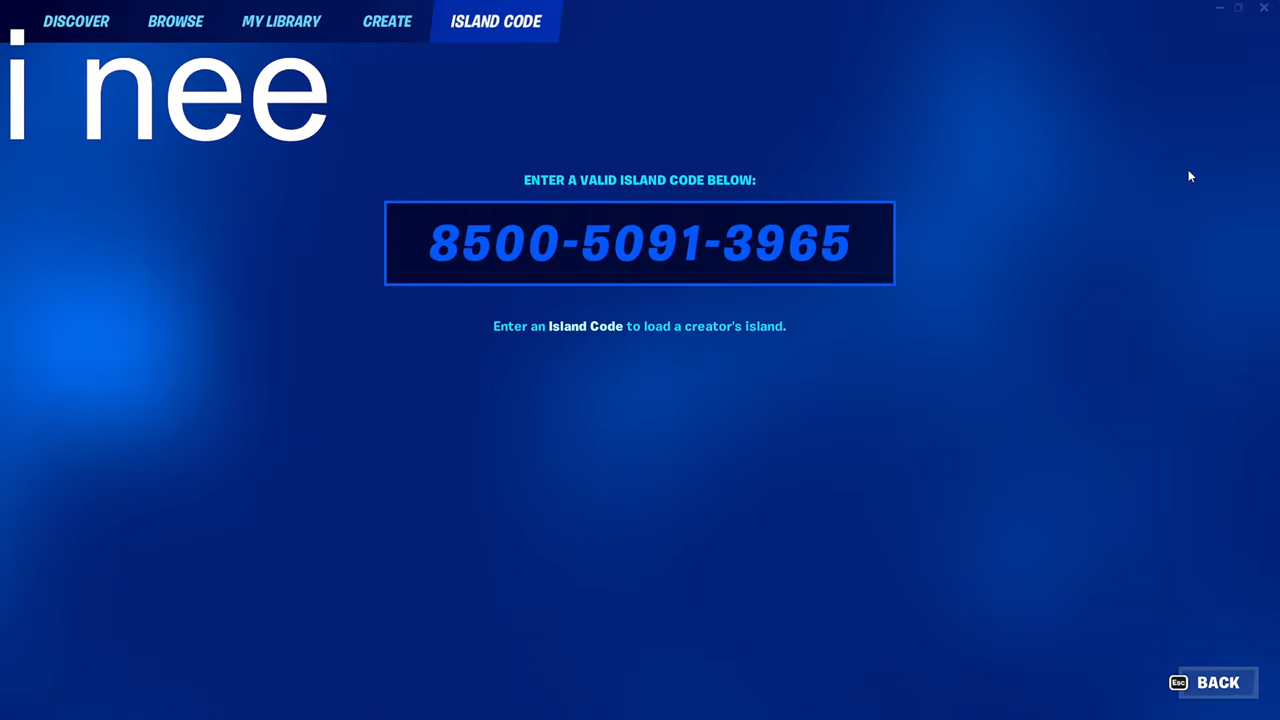 DISCOVER BROWSE MY LIBRARY CREATE ISLAND CODE
i nee
ENTER A VALID ISLAND CODE BELOW:
8500-5091-3965
Enter an Island Code to load a creator's island.
Esc BACK